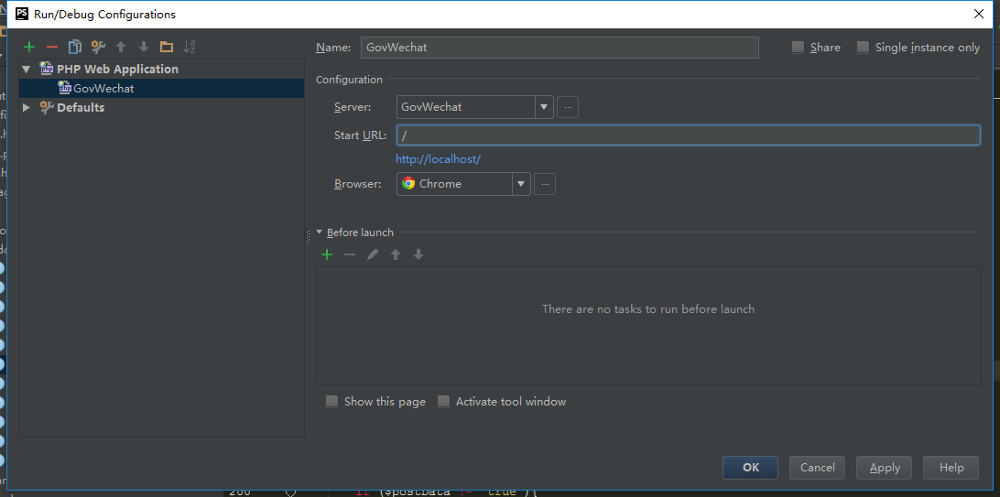 PS Run/Debug Configurations
Name: GovWechat Share Single instance only
PHP Web Application
GovWechat
Defaults
Configuration
Server: GovWechat ...
Start URL: /
http://localhost/
Browser: Chrome ...
Before launch
There are no tasks to run before launch
Show this page Activate tool window
OK Cancel Apply Help
200